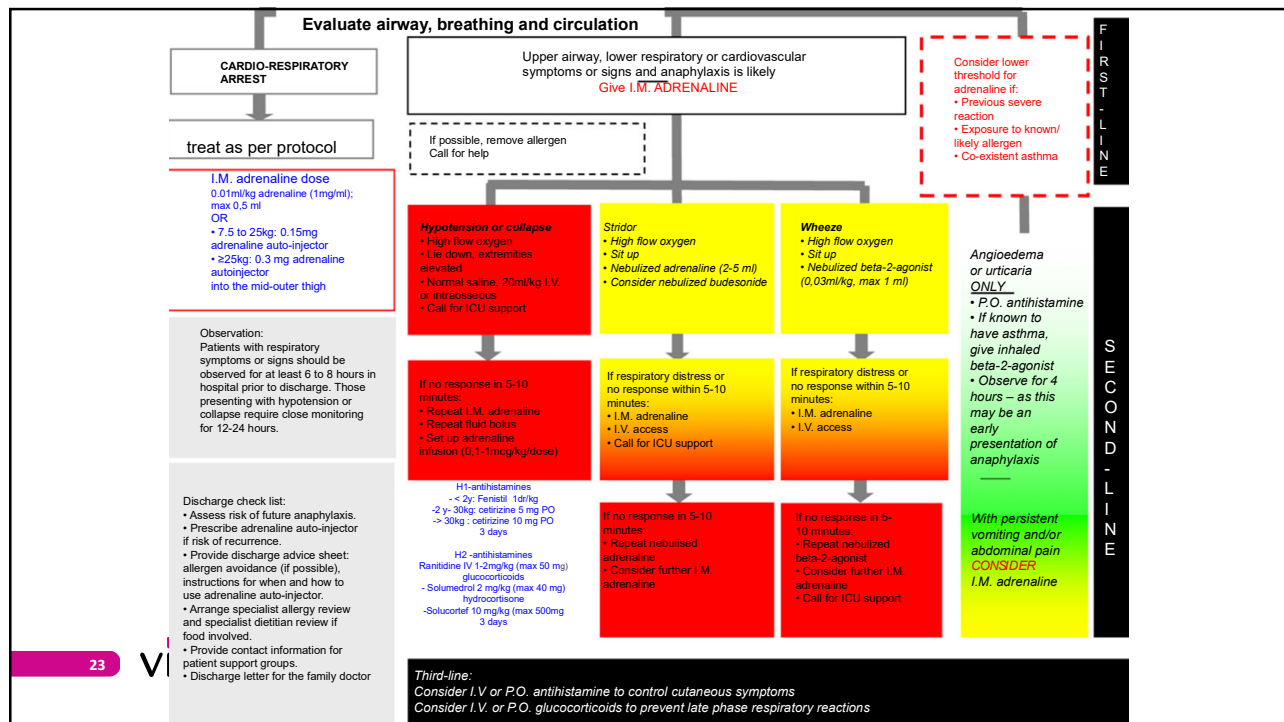 Evaluate airway, breathing and circulation
CARDIO-RESPIRATORY
ARREST
treat as per protocol
I.M. adrenaline dose
0.01ml/kg adrenaline (1mg/ml);
max 0,5 ml
OR
• 7.5 to 25kg: 0.15mg
adrenaline auto-injector
• ≥25kg: 0.3 mg adrenaline
autoinjector
into the mid-outer thigh
Observation:
Patients with respiratory
symptoms or signs should be
observed for at least 6 to 8 hours in
hospital prior to discharge. Those
presenting with hypotension or
collapse require close monitoring
for 12-24 hours.
Discharge check list:
• Assess risk of future anaphylaxis.
• Prescribe adrenaline auto-injector
if risk of recurrence.
• Provide discharge advice sheet:
allergen avoidance (if possible),
instructions for when and how to
use adrenaline auto-injector.
• Arrange specialist allergy review
and specialist dietitian review if
food involved.
• Provide contact information for
patient support groups.
• Discharge letter for the family doctor
Upper airway, lower respiratory or cardiovascular
symptoms or signs and anaphylaxis is likely
Give I.M. ADRENALINE
If possible, remove allergen
Call for help
Hypotension or collapse
• High flow oxygen
• Lie down, extremities
elevated
• Normal saline, 20ml/kg I.V.
or intraosseous
• Call for ICU support
If no response in 5-10
minutes:
• Repeat I.M. adrenaline
• Repeat fluid bolus
• Set up adrenaline
infusion (0,1-1mcg/kg/dose)
H1-antihistamines
- < 2y: Fenistil 1dr/kg
-2 y- 30kg: cetirizine 5 mg PO
-> 30kg : cetirizine 10 mg PO
3 days
H2 -antihistamines
Ranitidine IV 1-2mg/kg (max 50 mg)
glucocorticoids
- Solumedrol 2 mg/kg (max 40 mg)
hydrocortisone
-Solucortef 10 mg/kg (max 500mg
3 days
Stridor
• High flow oxygen
• Sit up
• Nebulized adrenaline (2-5 ml)
• Consider nebulized budesonide
If respiratory distress or
no response within 5-10
minutes:
• I.M. adrenaline
• I.V. access
• Call for ICU support
If no response in 5-10
minutes:
• Repeat nebulised
adrenaline
• Consider further I.M.
adrenaline
Wheeze
• High flow oxygen
• Sit up
• Nebulized beta-2-agonist
(0,03ml/kg, max 1 ml)
If respiratory distress or
no response within 5-10
minutes:
• I.M. adrenaline
• I.V. access
If no response in 5-
10 minutes:
• Repeat nebulized
beta-2-agonist
• Consider further I.M.
adrenaline
• Call for ICU support
Consider lower
threshold for
adrenaline if:
• Previous severe
reaction
• Exposure to known/
likely allergen
• Co-existent asthma
Angioedema
or urticaria
ONLY
• P.O. antihistamine
• If known to
have asthma,
give inhaled
beta-2-agonist
• Observe for 4
hours – as this
may be an
early
presentation of
anaphylaxis
With persistent
vomiting and/or
abdominal pain
CONSIDER
I.M. adrenaline
FIRST-LINE
SECOND-LINE
Third-line:
Consider I.V or P.O. antihistamine to control cutaneous symptoms
Consider I.V. or P.O. glucocorticoids to prevent late phase respiratory reactions
23